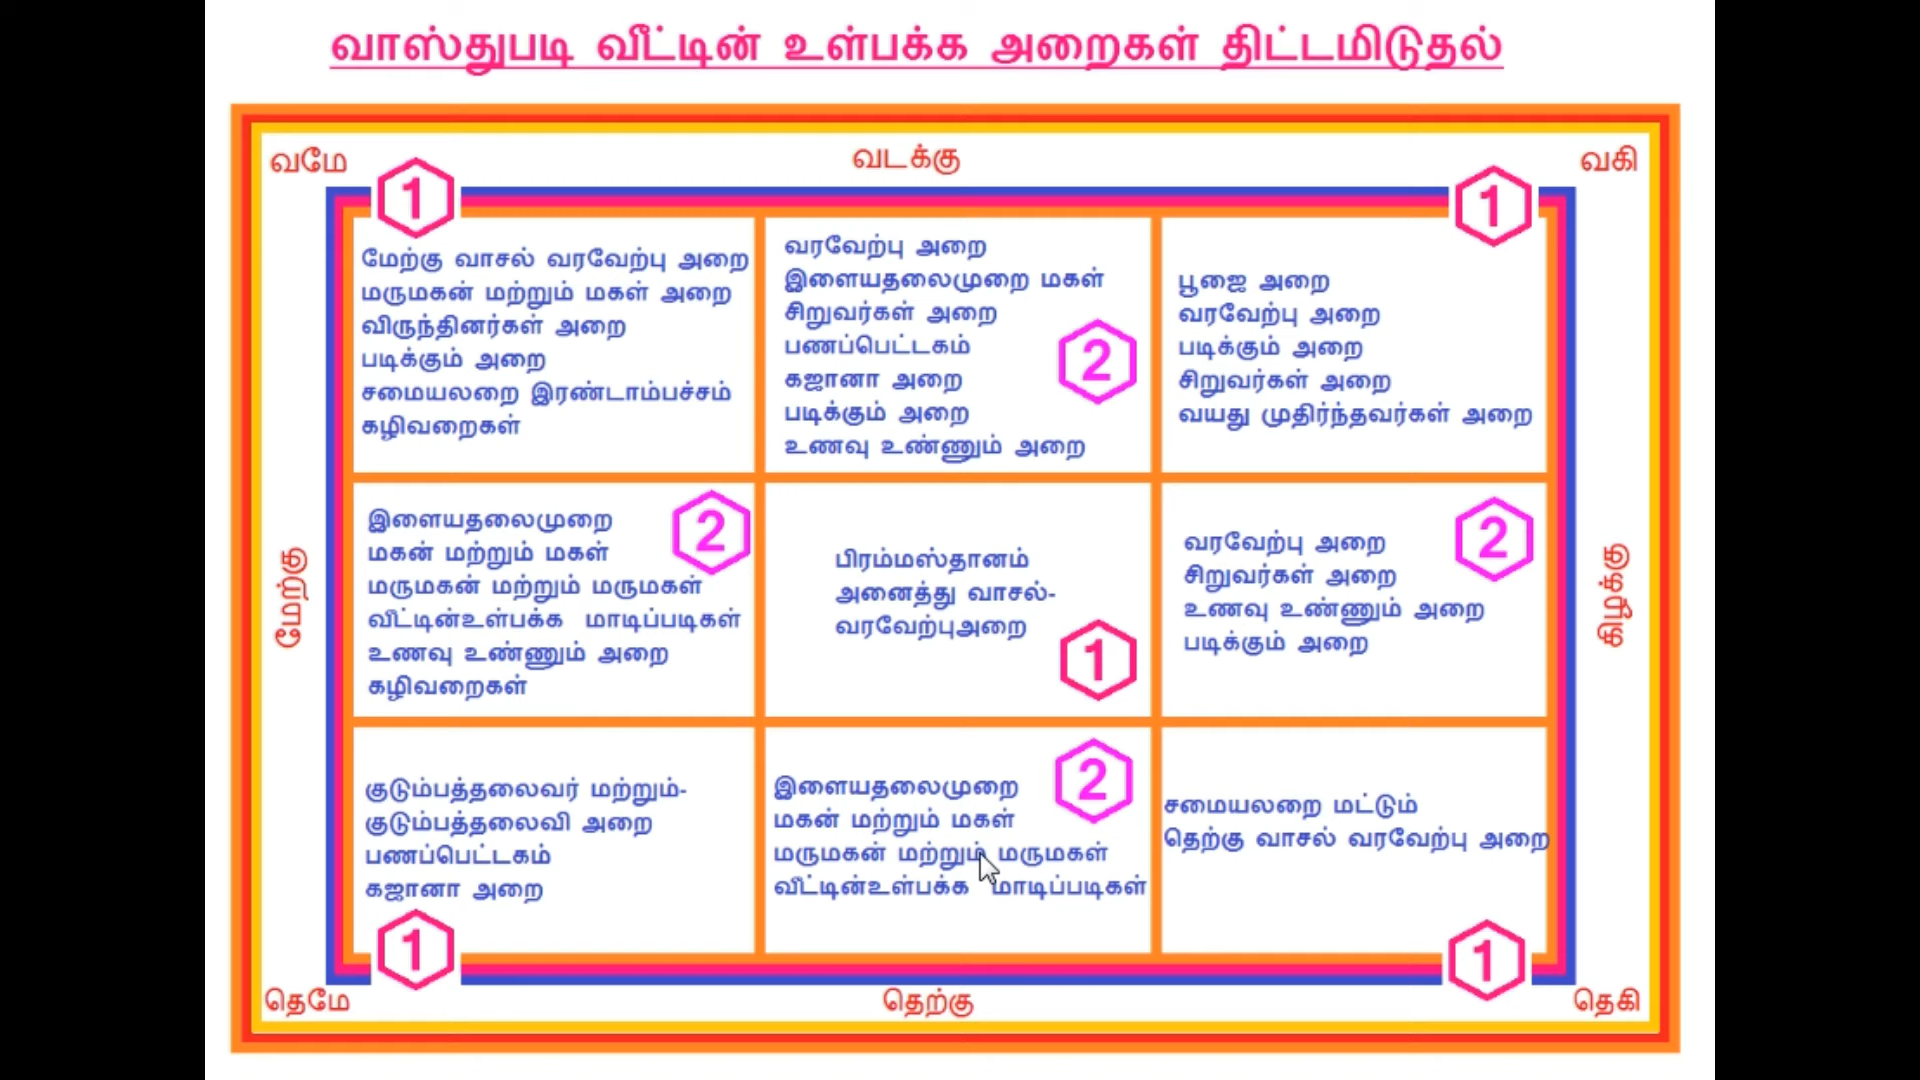 வாஸ்துபடி வீட்டின் உள்பக்க அறைகள் திட்டமிடுதல்
வமே
வடக்கு
வகி
1
1
மேற்கு வாசல் வரவேற்பு அறை
மருமகன் மற்றும் மகள் அறை
விருந்தினர்கள் அறை
படிக்கும் அறை
சமையலறை இரண்டாம்பச்சம்
கழிவறைகள்
வரவேற்பு அறை
இளையதலைமுறை மகள்
சிறுவர்கள் அறை
பணப்பெட்டகம்
கஜானா அறை
படிக்கும் அறை
உணவு உண்ணும் அறை
2
பூஜை அறை
வரவேற்பு அறை
படிக்கும் அறை
சிறுவர்கள் அறை
வயது முதிர்ந்தவர்கள் அறை
மேற்கு
இளையதலைமுறை
மகன் மற்றும் மகள்
மருமகன் மற்றும் மருமகள்
வீட்டின்உள்பக்க மாடிப்படிகள்
உணவு உண்ணும் அறை
கழிவறைகள்
2
பிரம்மஸ்தானம்
அனைத்து வாசல்-
வரவேற்புஅறை
1
வரவேற்பு அறை
சிறுவர்கள் அறை
உணவு உண்ணும் அறை
படிக்கும் அறை
2
கிழக்கு
குடும்பத்தலைவர் மற்றும்-
குடும்பத்தலைவி அறை
பணப்பெட்டகம்
கஜானா அறை
1
இளையதலைமுறை
மகன் மற்றும் மகள்
மருமகன் மற்றும் மருமகள்
வீட்டின்உள்பக்க மாடிப்படிகள்
2
சமையலறை மட்டும்
தெற்கு வாசல் வரவேற்பு அறை
1
தெமே
தெற்கு
தெகி